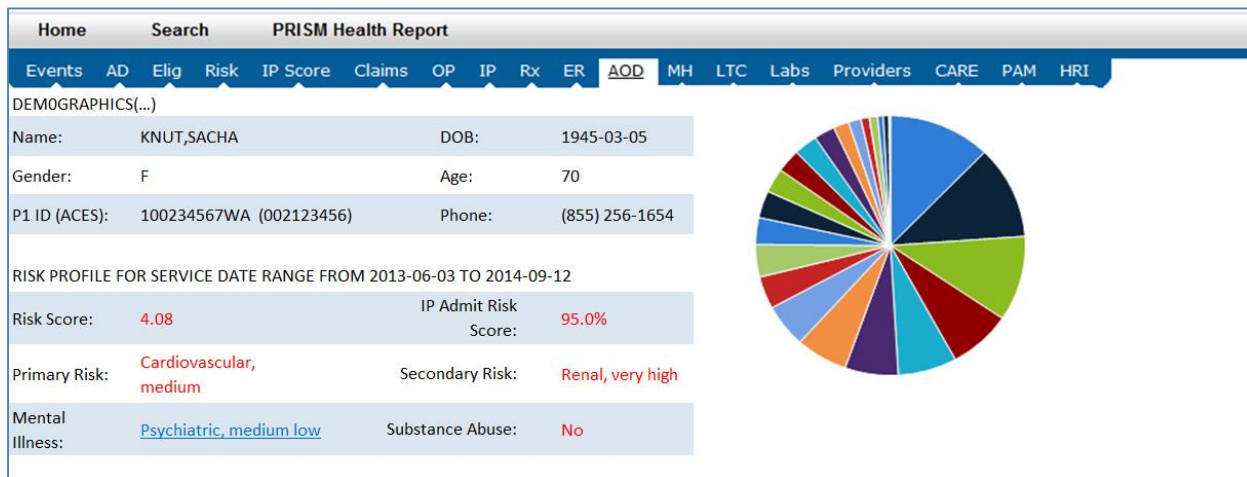 Home Search PRISM Health Report
Events AD Elig Risk IP Score Claims OP IP Rx ER AOD MH LTC Labs Providers CARE PAM HRI
DEM0GRAPHICS(...)
Name: KNUT,SACHA DOB: 1945-03-05
Gender: F Age: 70
P1 ID (ACES): 100234567WA (002123456) Phone: (855) 256-1654
RISK PROFILE FOR SERVICE DATE RANGE FROM 2013-06-03 TO 2014-09-12
Risk Score: 4.08 IP Admit Risk Score: 95.0%
Primary Risk: Cardiovascular, medium Secondary Risk: Renal, very high
Mental Illness: Psychiatric, medium low Substance Abuse: No